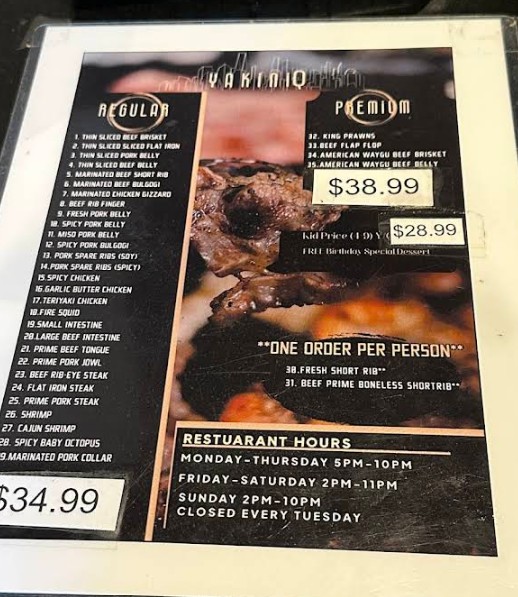 YAKINIQ
REGULAR
1. THIN SLICED BEEF BRISKET
2. THIN SLICED SLICED FLAT IRON
3. THIN SLICED PORK BELLY
4. THIN SLICED BEEF BELLY
5. MARINATED BEEF SHORT RIB
6. MARINATED BEEF BULGOGI
7. MARINATED CHICKEN GIZZARD
8. BEEF RIB FINGER
9. FRESH PORK BELLY
10. SPICY PORK BELLY
11. MISO PORK BELLY
12. SPICY PORK BULGOGI
13. PORK SPARE RIBS (SOY)
14. PORK SPARE RIBS (SPICY)
15. SPICY CHICKEN
16. GARLIC BUTTER CHICKEN
17. TERIYAKI CHICKEN
18. FIRE SQUID
19. SMALL INTESTINE
20. LARGE BEEF INTESTINE
21. PRIME BEEF TONGUE
22. PRIME PORK JOWL
23. BEEF RIB-EYE STEAK
24. FLAT IRON STEAK
25. PRIME PORK STEAK
26. SHRIMP
27. CAJUN SHRIMP
28. SPICY BABY OCTOPUS
9. MARINATED PORK COLLAR
$34.99
PREMIUM
32. KING PRAWNS
33. BEEF FLAP FLOP
34. AMERICAN WAYGU BEEF BRISKET
35. AMERICAN WAYGU BEEF BELLY
$38.99
Kid Price (4-9) Y
$28.99
FREE Birthday Special Dessert
**ONE ORDER PER PERSON**
30. FRESH SHORT RIB**
31. BEEF PRIME BONELESS SHORTRIB**
RESTUARANT HOURS
MONDAY-THURSDAY 5PM-10PM
FRIDAY-SATURDAY 2PM-11PM
SUNDAY 2PM-10PM
CLOSED EVERY TUESDAY